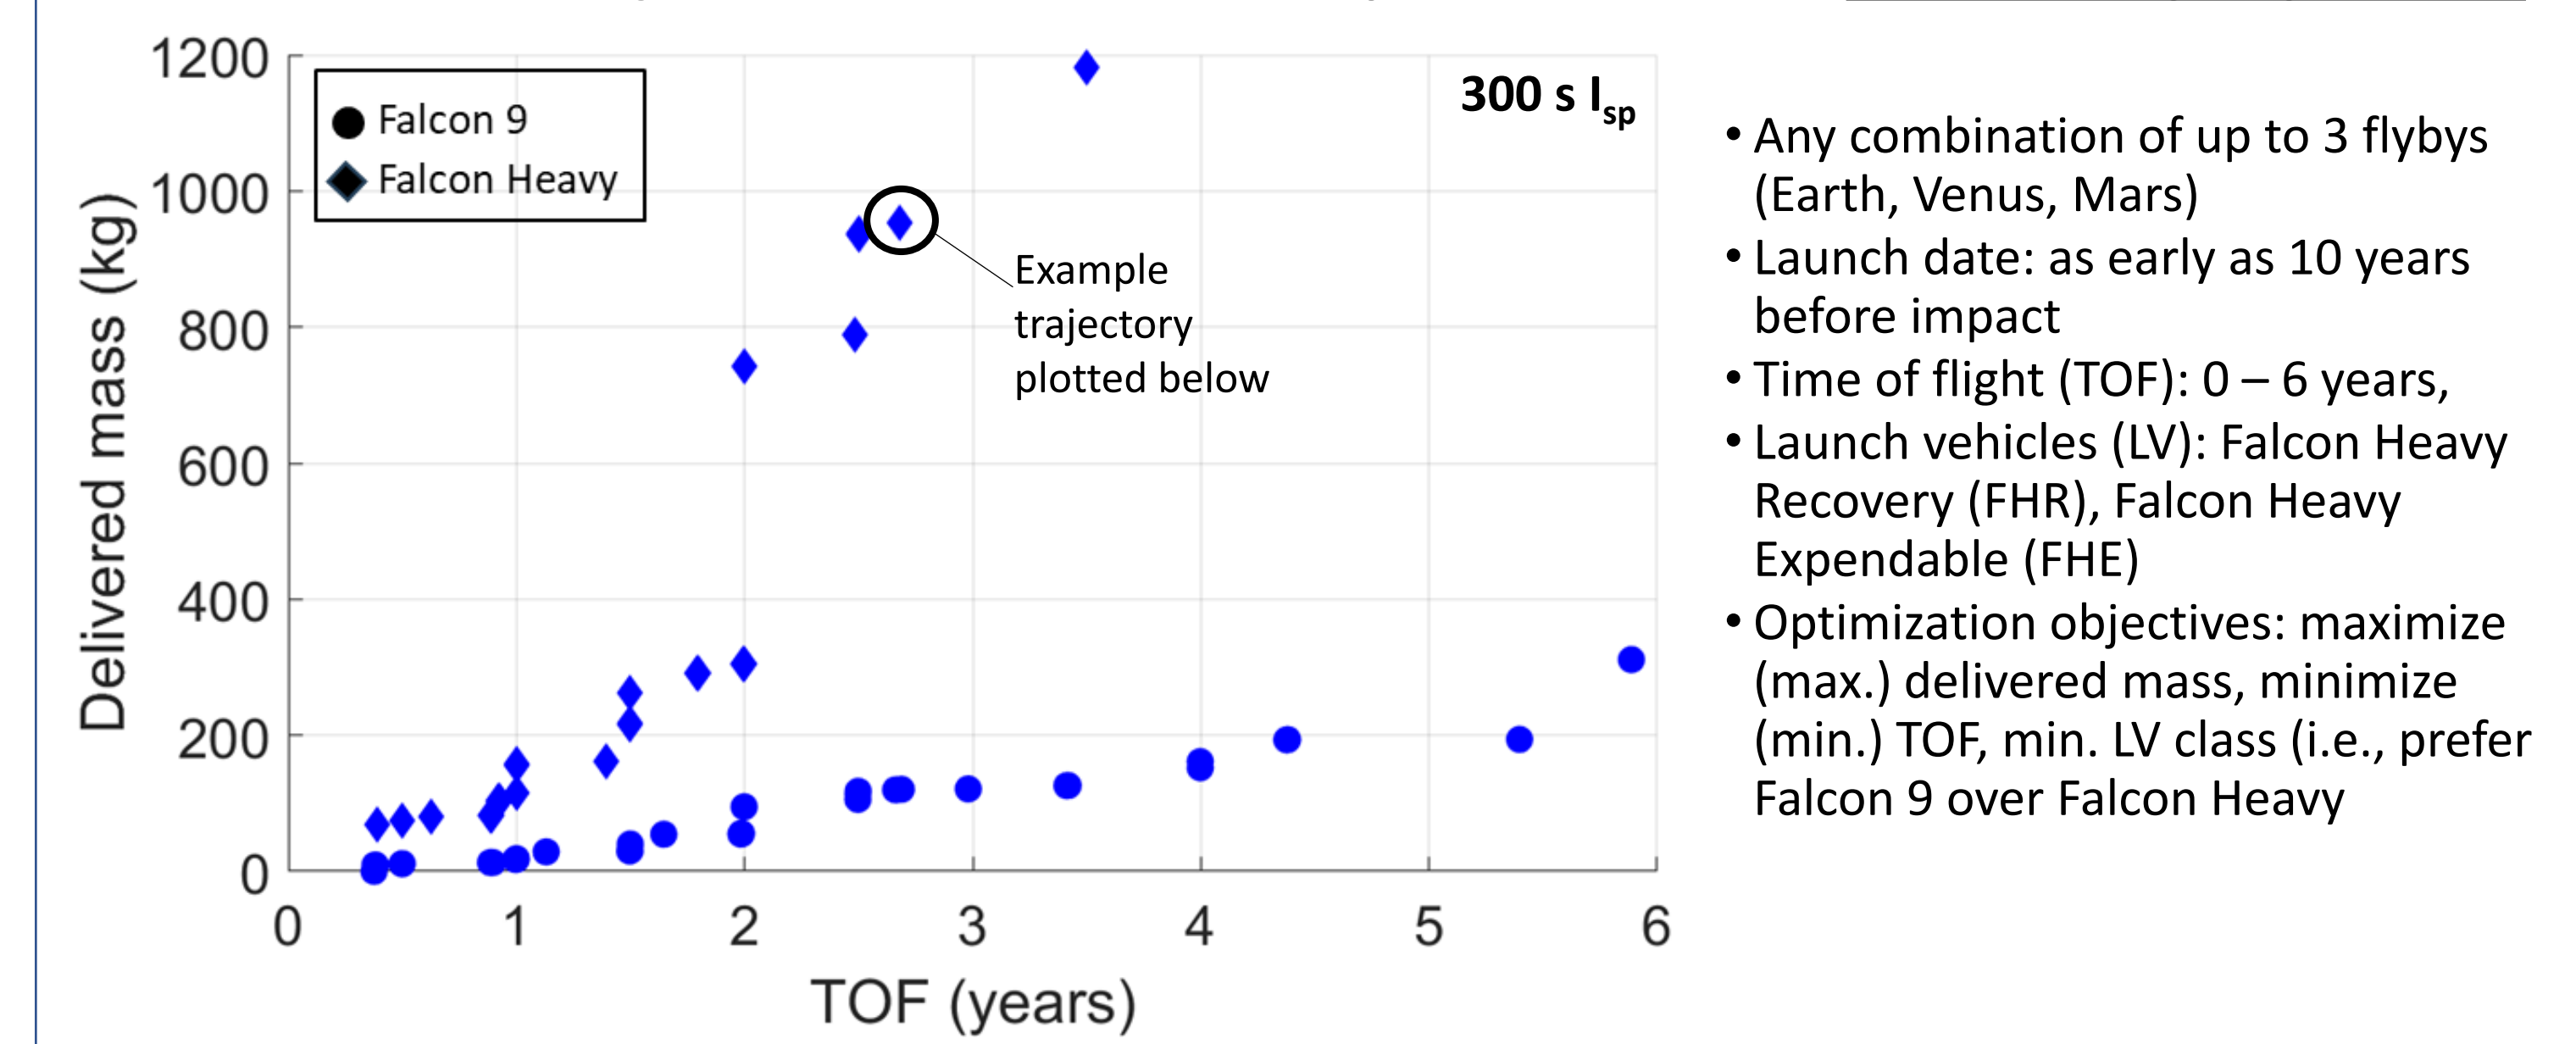 1200
1000
800
600
400
200
0
Delivered mass (kg)
Falcon 9
Falcon Heavy
300 s Isp
Example
trajectory
plotted below
0 1 2 3 4 5 6
TOF (years)
• Any combination of up to 3 flybys
(Earth, Venus, Mars)
• Launch date: as early as 10 years
before impact
• Time of flight (TOF): 0 – 6 years,
• Launch vehicles (LV): Falcon Heavy
Recovery (FHR), Falcon Heavy
Expendable (FHE)
• Optimization objectives: maximize
(max.) delivered mass, minimize
(min.) TOF, min. LV class (i.e., prefer
Falcon 9 over Falcon Heavy